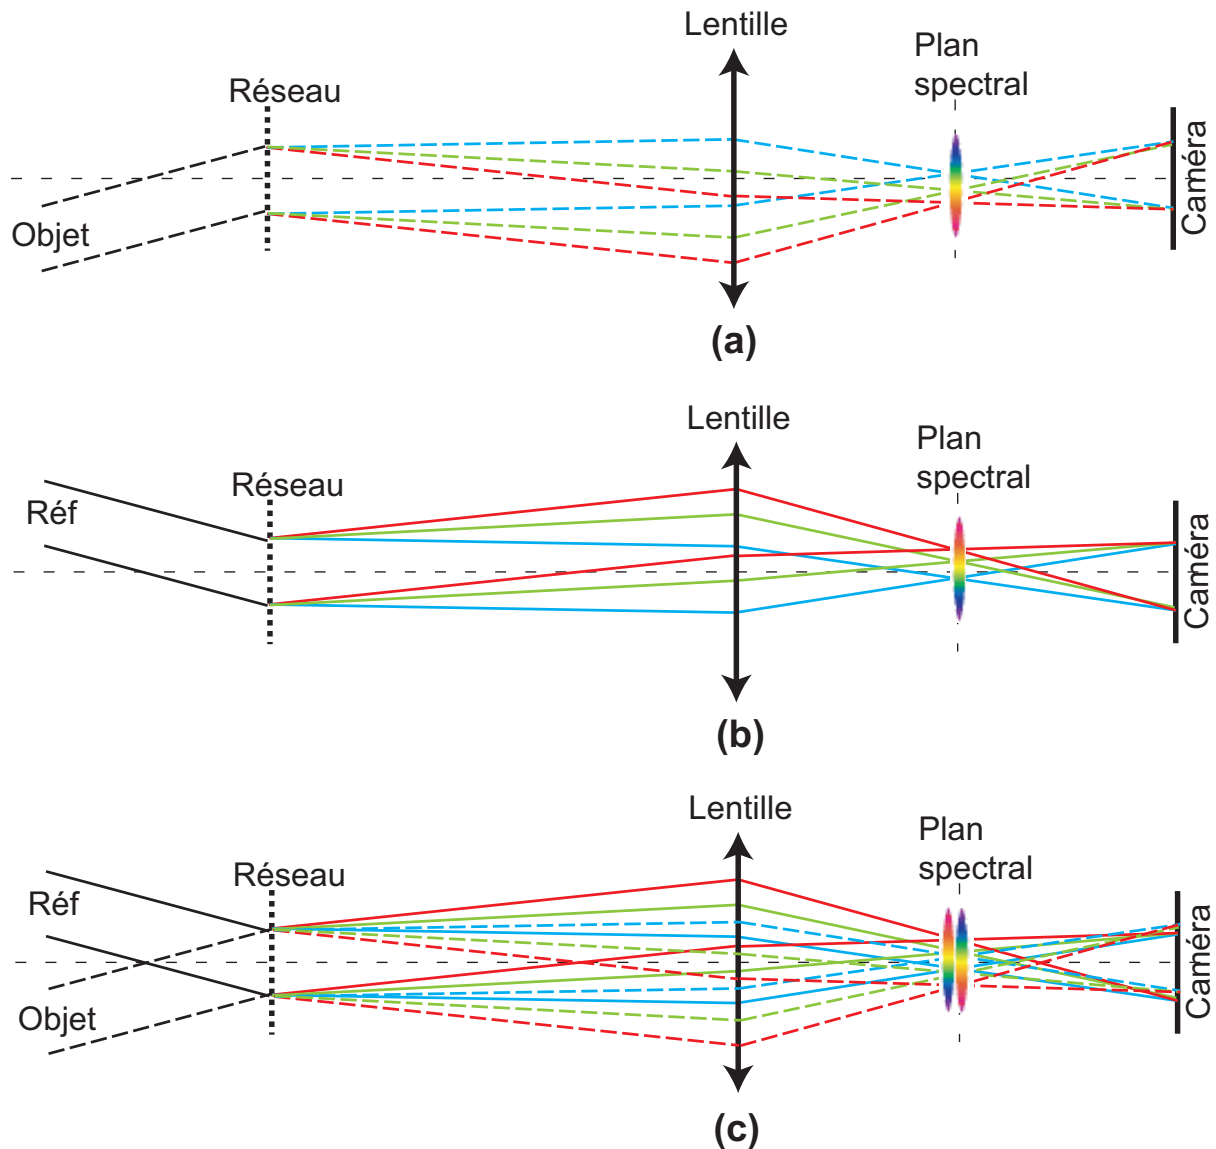 Lentille
Plan
spectral
Réseau
Objet
Caméra
(a)
Lentille
Plan
spectral
Réseau
Réf
Caméra
(b)
Lentille
Plan
spectral
Réseau
Réf
Objet
Caméra
(c)